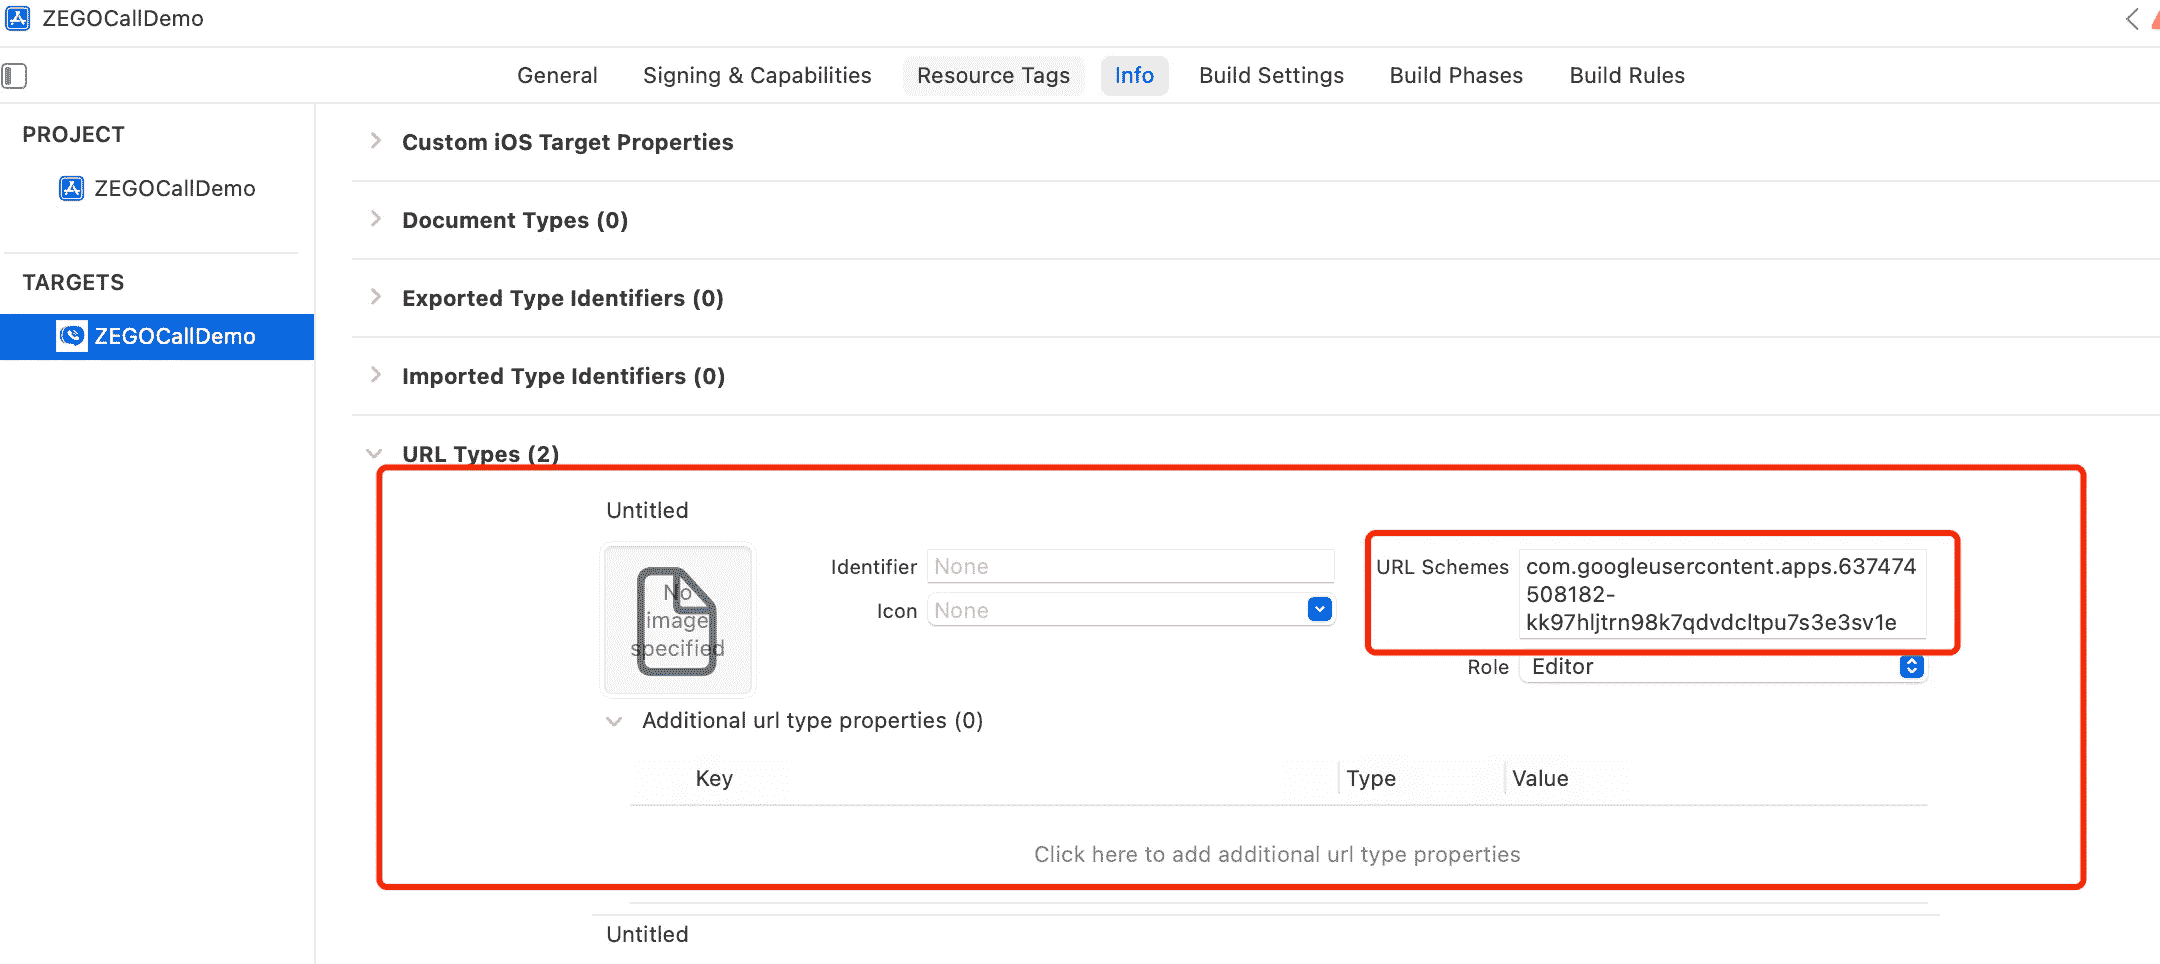 ZEGOCallDemo
General Signing & Capabilities Resource Tags Info Build Settings Build Phases Build Rules
PROJECT
ZEGOCallDemo
TARGETS
ZEGOCallDemo
Custom iOS Target Properties
Document Types (0)
Exported Type Identifiers (0)
Imported Type Identifiers (0)
URL Types (2)
Untitled
No
image
specified
Identifier None
Icon None
URL Schemes com.googleusercontent.apps.637474
508182-
kk97hljtrn98k7qdvdcltpu7s3e3sv1e
Role Editor
Additional url type properties (0)
Key Type Value
Click here to add additional url type properties
Untitled